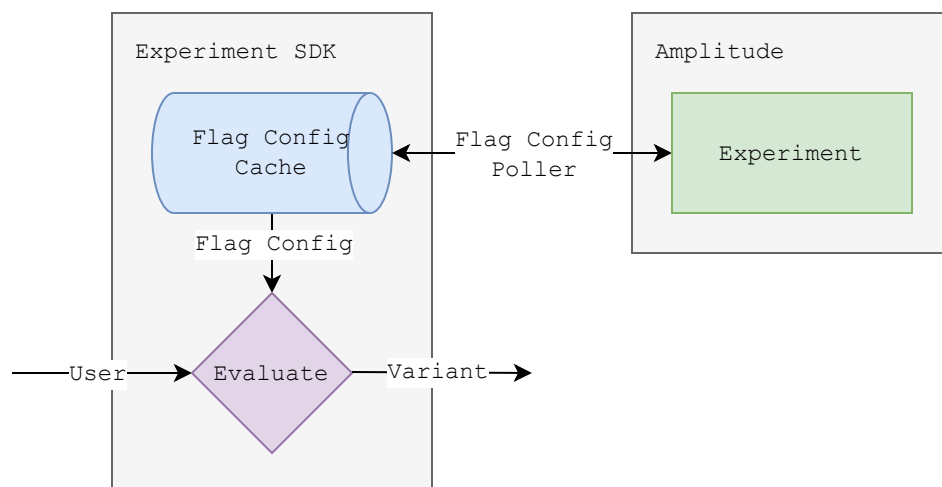 Experiment SDK
Amplitude
Flag Config
Cache
Flag Config
Poller
Experiment
Flag Config
User
Evaluate
Variant